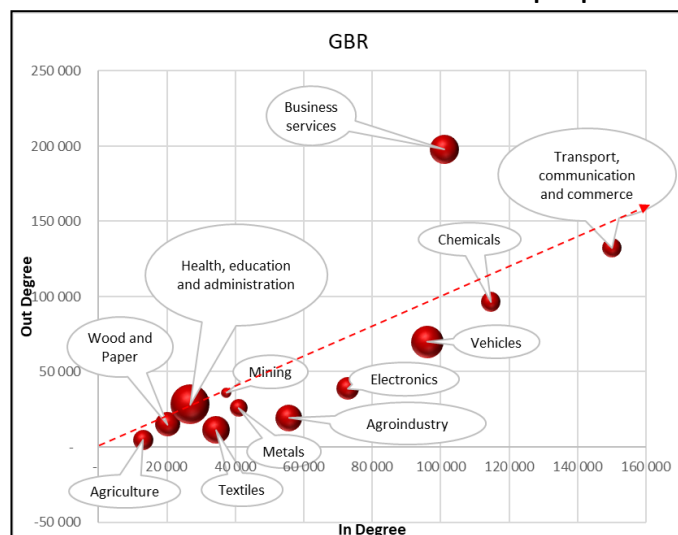 GBR
250 000
200 000
150 000
100 000
50 000
-
-50 000
Out Degree
-
20 000
40 000
60 000
80 000
100 000
120 000
140 000
160 000
In Degree
Business
services
Transport,
communication
and commerce
Chemicals
Health, education
and administration
Vehicles
Wood and
Paper
Mining
Electronics
Agroindustry
Metals
Agriculture
Textiles